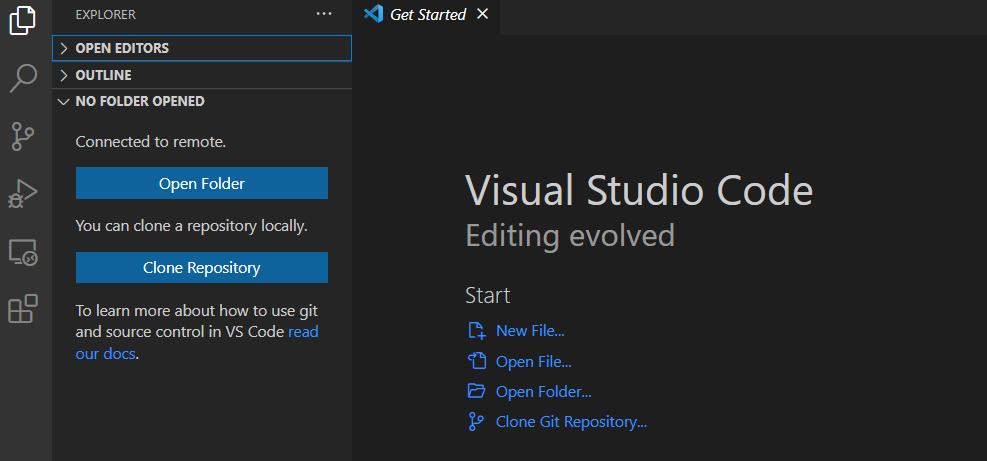 EXPLORER
OPEN EDITORS
OUTLINE
NO FOLDER OPENED
Connected to remote.
Open Folder
You can clone a repository locally.
Clone Repository
To learn more about how to use git
and source control in VS Code read
our docs.
Get Started
Visual Studio Code
Editing evolved
Start
New File...
Open File...
Open Folder...
Clone Git Repository...